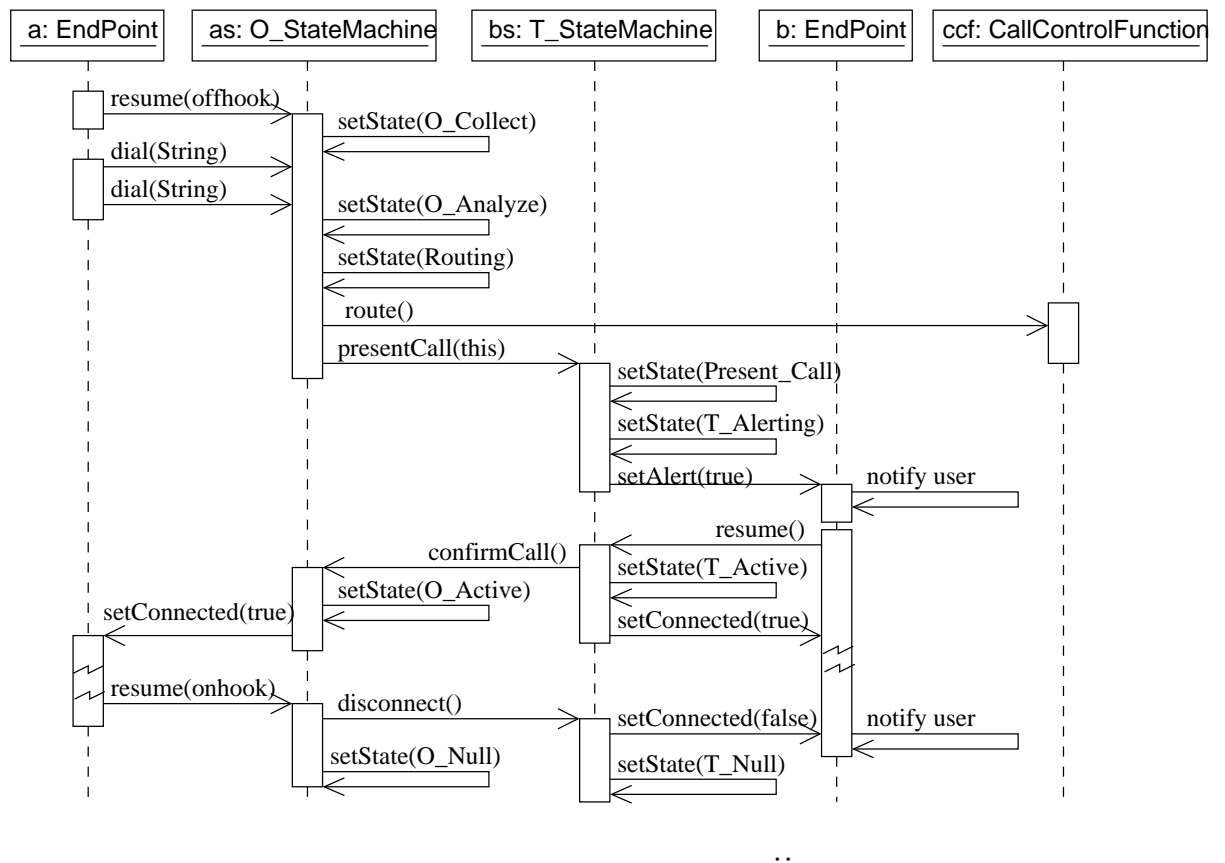 a: EndPoint
as: O_StateMachine
bs: T_StateMachine
b: EndPoint
ccf: CallControlFunction
resume(offhook)
setState(O_Collect)
dial(String)
dial(String)
setState(O_Analyze)
setState(Routing)
route()
presentCall(this)
setState(Present_Call)
setState(T_Alerting)
setAlert(true)
notify user
resume()
confirmCall()
setState(T_Active)
setState(O_Active)
setConnected(true)
setConnected(true)
resume(onhook)
disconnect()
setConnected(false)
notify user
setState(O_Null)
setState(T_Null)
..